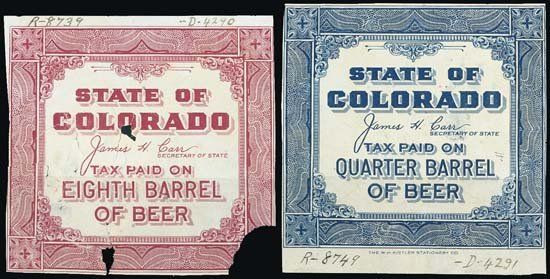 R-8739 -D-4290
STATE OF
COLORADO
James H. Carr
SECRETARY OF STATE
TAX PAID ON
EIGHTH BARREL
OF BEER
STATE OF
COLORADO
James H. Carr
SECRETARY OF STATE
TAX PAID ON
QUARTER BARREL
OF BEER
THE W.H. KISTLER STATIONERY CO.
R-8749 -D-4291